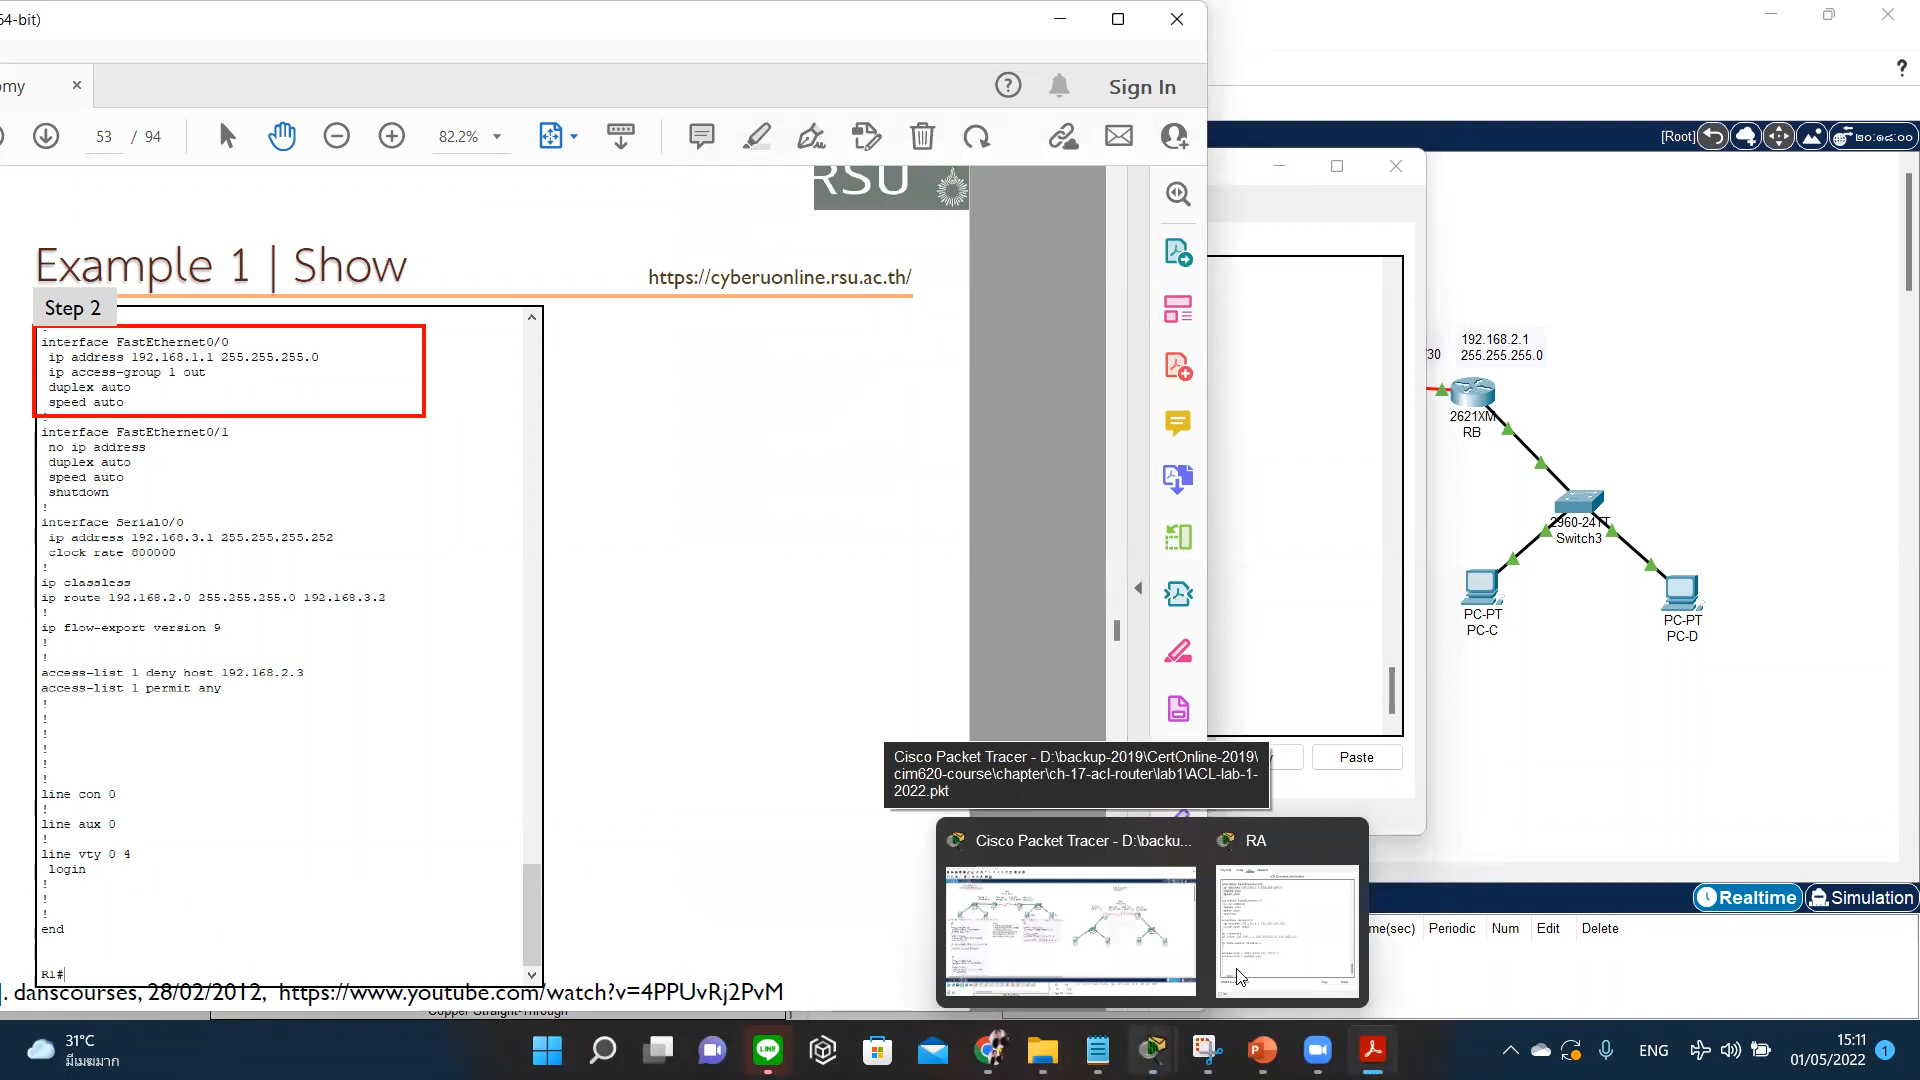 54-bit)
omy
Sign In
53 / 94
82.2%
[Root]
RSU
Example 1 | Show
https://cyberuonline.rsu.ac.th/
Step 2
!
interface FastEthernet0/0
ip address 192.168.1.1 255.255.255.0
ip access-group 1 out
duplex auto
speed auto
!
interface FastEthernet0/1
no ip address
duplex auto
speed auto
shutdown
!
interface Serial0/0
ip address 192.168.3.1 255.255.255.252
clock rate 800000
!
ip classless
ip route 192.168.2.0 255.255.255.0 192.168.3.2
!
ip flow-export version 9
!
!
access-list 1 deny host 192.168.2.3
access-list 1 permit any
!
!
!
!
!
!
line con 0
!
line aux 0
!
line vty 0 4
login
!
!
!
end
R1#
. danscourses, 28/02/2012, https://www.youtube.com/watch?v=4PPUvRj2PvM
Copper Straight-Through
/30
192.168.2.1
255.255.255.0
2621XM
RB
2960-24TT
Switch3
PC-PT
PC-C
PC-PT
PC-D
Paste
Cisco Packet Tracer - D:\backup-2019\CertOnline-2019\
cim620-course\chapter\ch-17-acl-router\lab1\ACL-lab-1-
2022.pkt
Cisco Packet Tracer - D:\backu...
RA
Realtime
Simulation
me(sec) Periodic Num Edit Delete
31°C
มีเมฆมาก
LINE
ENG
15:11
01/05/2022
1